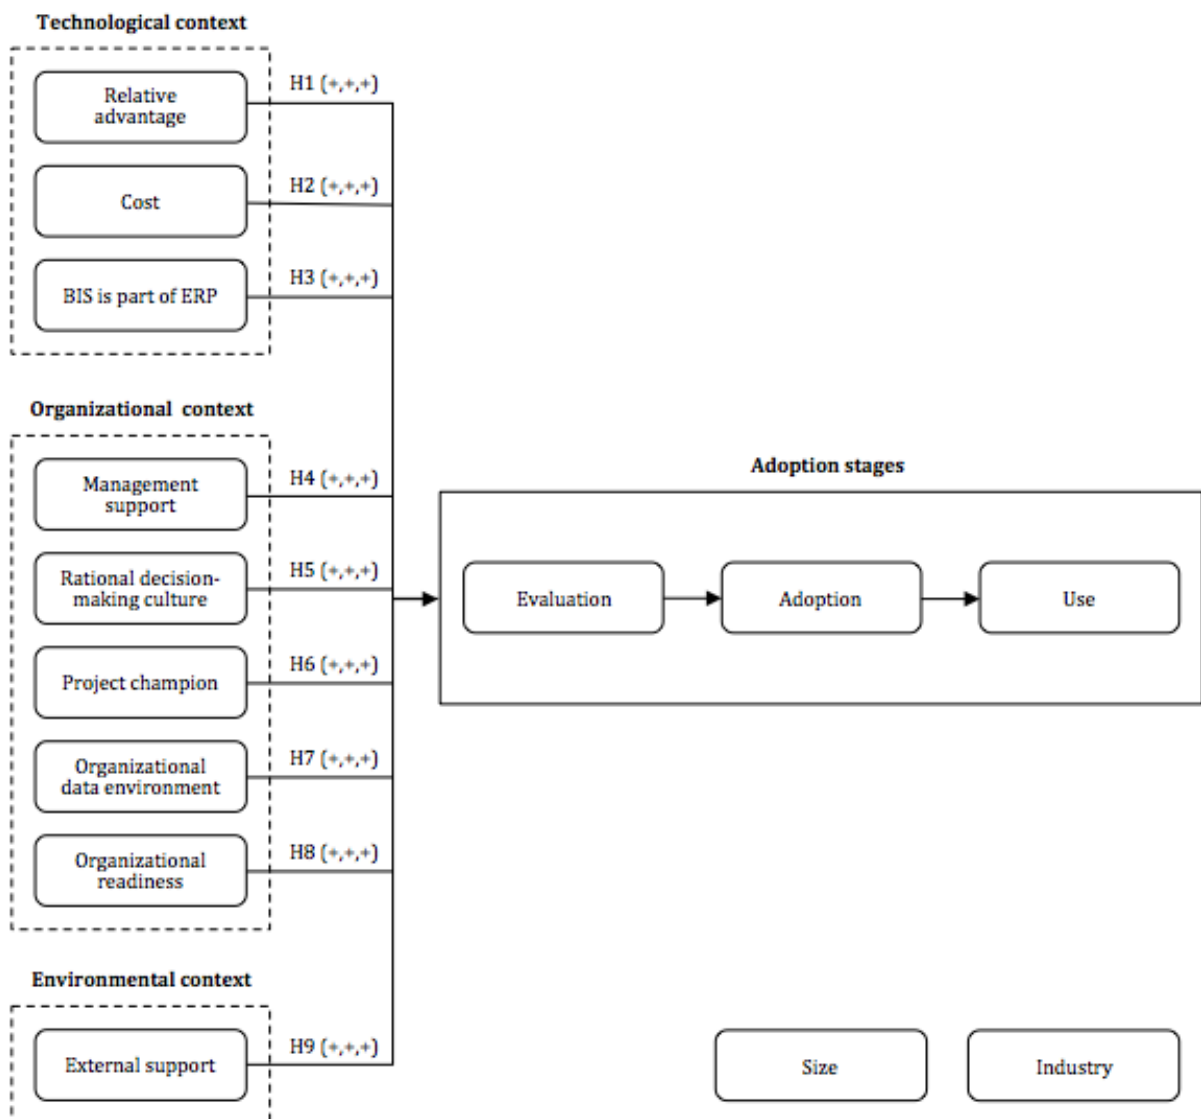 Technological context
Relative
advantage
H1 (+,+,+)
Cost
H2 (+,+,+)
BIS is part of ERP
H3 (+,+,+)
Organizational context
Management
support
H4 (+,+,+)
Rational decision-
making culture
H5 (+,+,+)
Project champion
H6 (+,+,+)
Organizational
data environment
H7 (+,+,+)
Organizational
readiness
H8 (+,+,+)
Environmental context
External support
H9 (+,+,+)
Adoption stages
Evaluation
Adoption
Use
Size
Industry